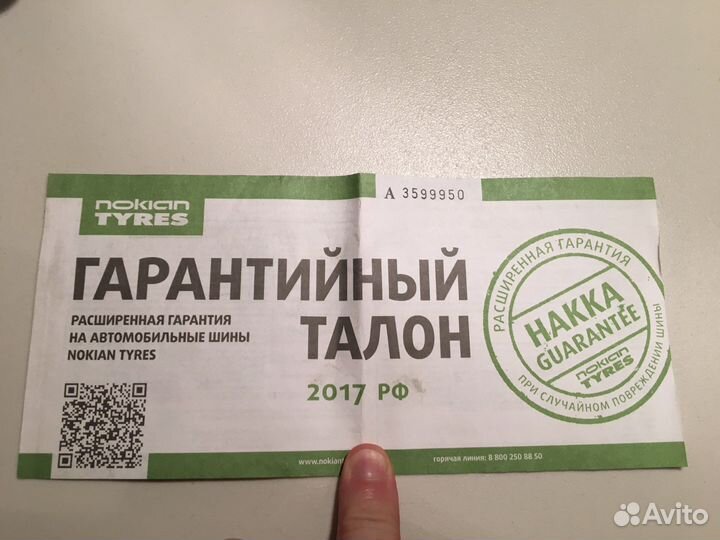 nokian
TYRES
А 3599950
ГАРАНТИЙНЫЙ
ТАЛОН
РАСШИРЕННАЯ ГАРАНТИЯ
НА АВТОМОБИЛЬНЫЕ ШИНЫ
NOKIAN TYRES
2017 РФ
РАСШИРЕННАЯ ГАРАНТИЯ
HAKKA
GUARANTEE
nokian
TYRES
ПРИ СЛУЧАЙНОМ ПОВРЕЖДЕНИИ ШИНЫ
www.nokian
горячая линия: 8 800 250 88 50
Avito